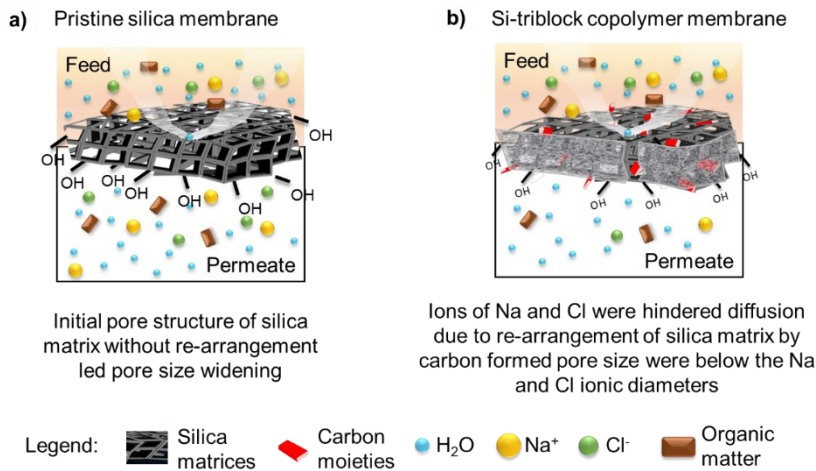 a) Pristine silica membrane
Feed
OH
OH
OH
OH
OH
OH
OH
OH
Permeate
Initial pore structure of silica
matrix without re-arrangement
led pore size widening
b) Si-triblock copolymer membrane
Feed
OH
OH
OH
OH
OH
OH
Permeate
Ions of Na and Cl were hindered diffusion
due to re-arrangement of silica matrix by
carbon formed pore size were below the Na
and Cl ionic diameters
Legend: Silica matrices Carbon moieties H₂O Na⁺ Cl⁻ Organic matter